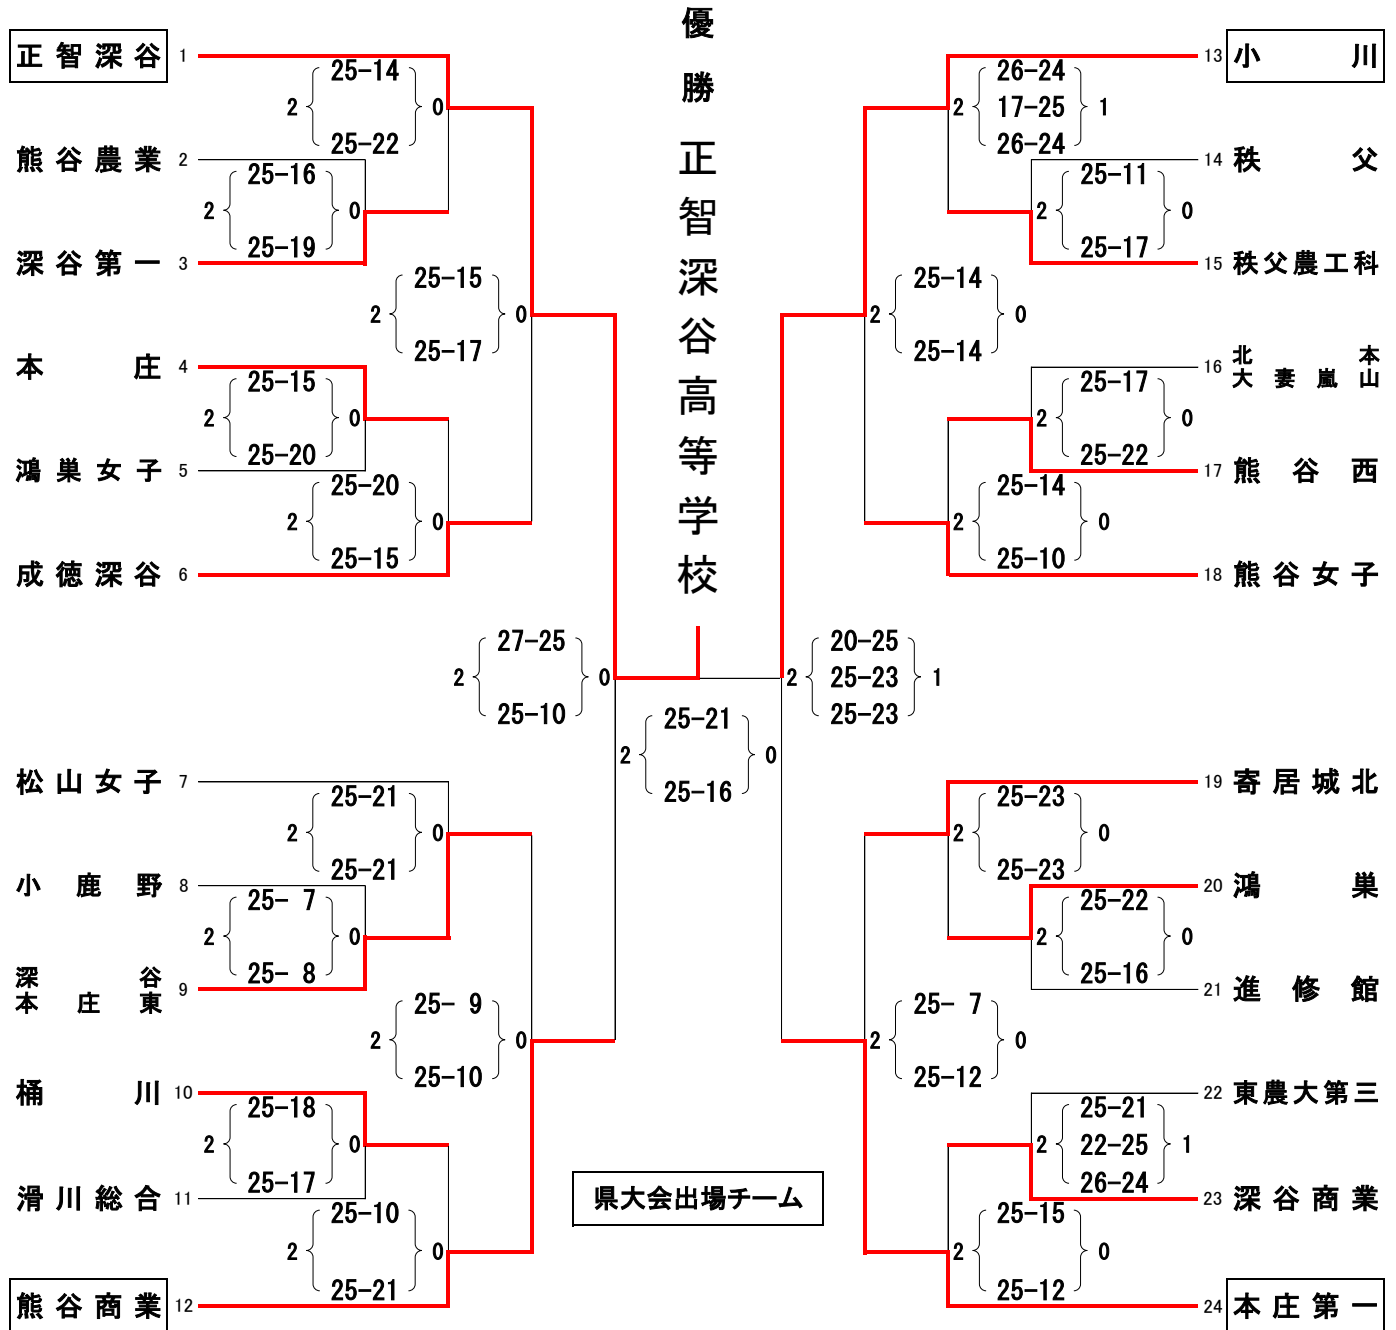 優勝 正智深谷高等学校
正智深谷 1
25-14
2 0
25-22
熊谷農業 2
25-16
2 0
25-19
深谷第一 3
25-15
2 0
25-17
本庄 4
25-15
2 0
25-20
鴻巣女子 5
25-20
2 0
25-15
成徳深谷 6
27-25
2 0
25-10
松山女子 7
25-21
2 0
25-21
小鹿野 8
25- 7
2 0
25- 8
深谷
本庄東 9
25- 9
2 0
25-10
桶川 10
25-18
2 0
25-17
滑川総合 11
25-10
2 0
25-21
熊谷商業 12
25-21
2 0
25-16
県大会出場チーム
13 小川
26-24
2 17-25 1
26-24
14 秩父
25-11
2 0
25-17
15 秩父農工科
25-14
2 0
25-14
16 北本
大妻嵐山
25-17
2 0
25-22
17 熊谷西
25-14
2 0
25-10
18 熊谷女子
20-25
2 25-23 1
25-23
19 寄居城北
25-23
2 0
25-23
20 鴻巣
25-22
2 0
25-16
21 進修館
25- 7
2 0
25-12
22 東農大第三
25-21
2 22-25 1
26-24
23 深谷商業
25-15
2 0
25-12
24 本庄第一